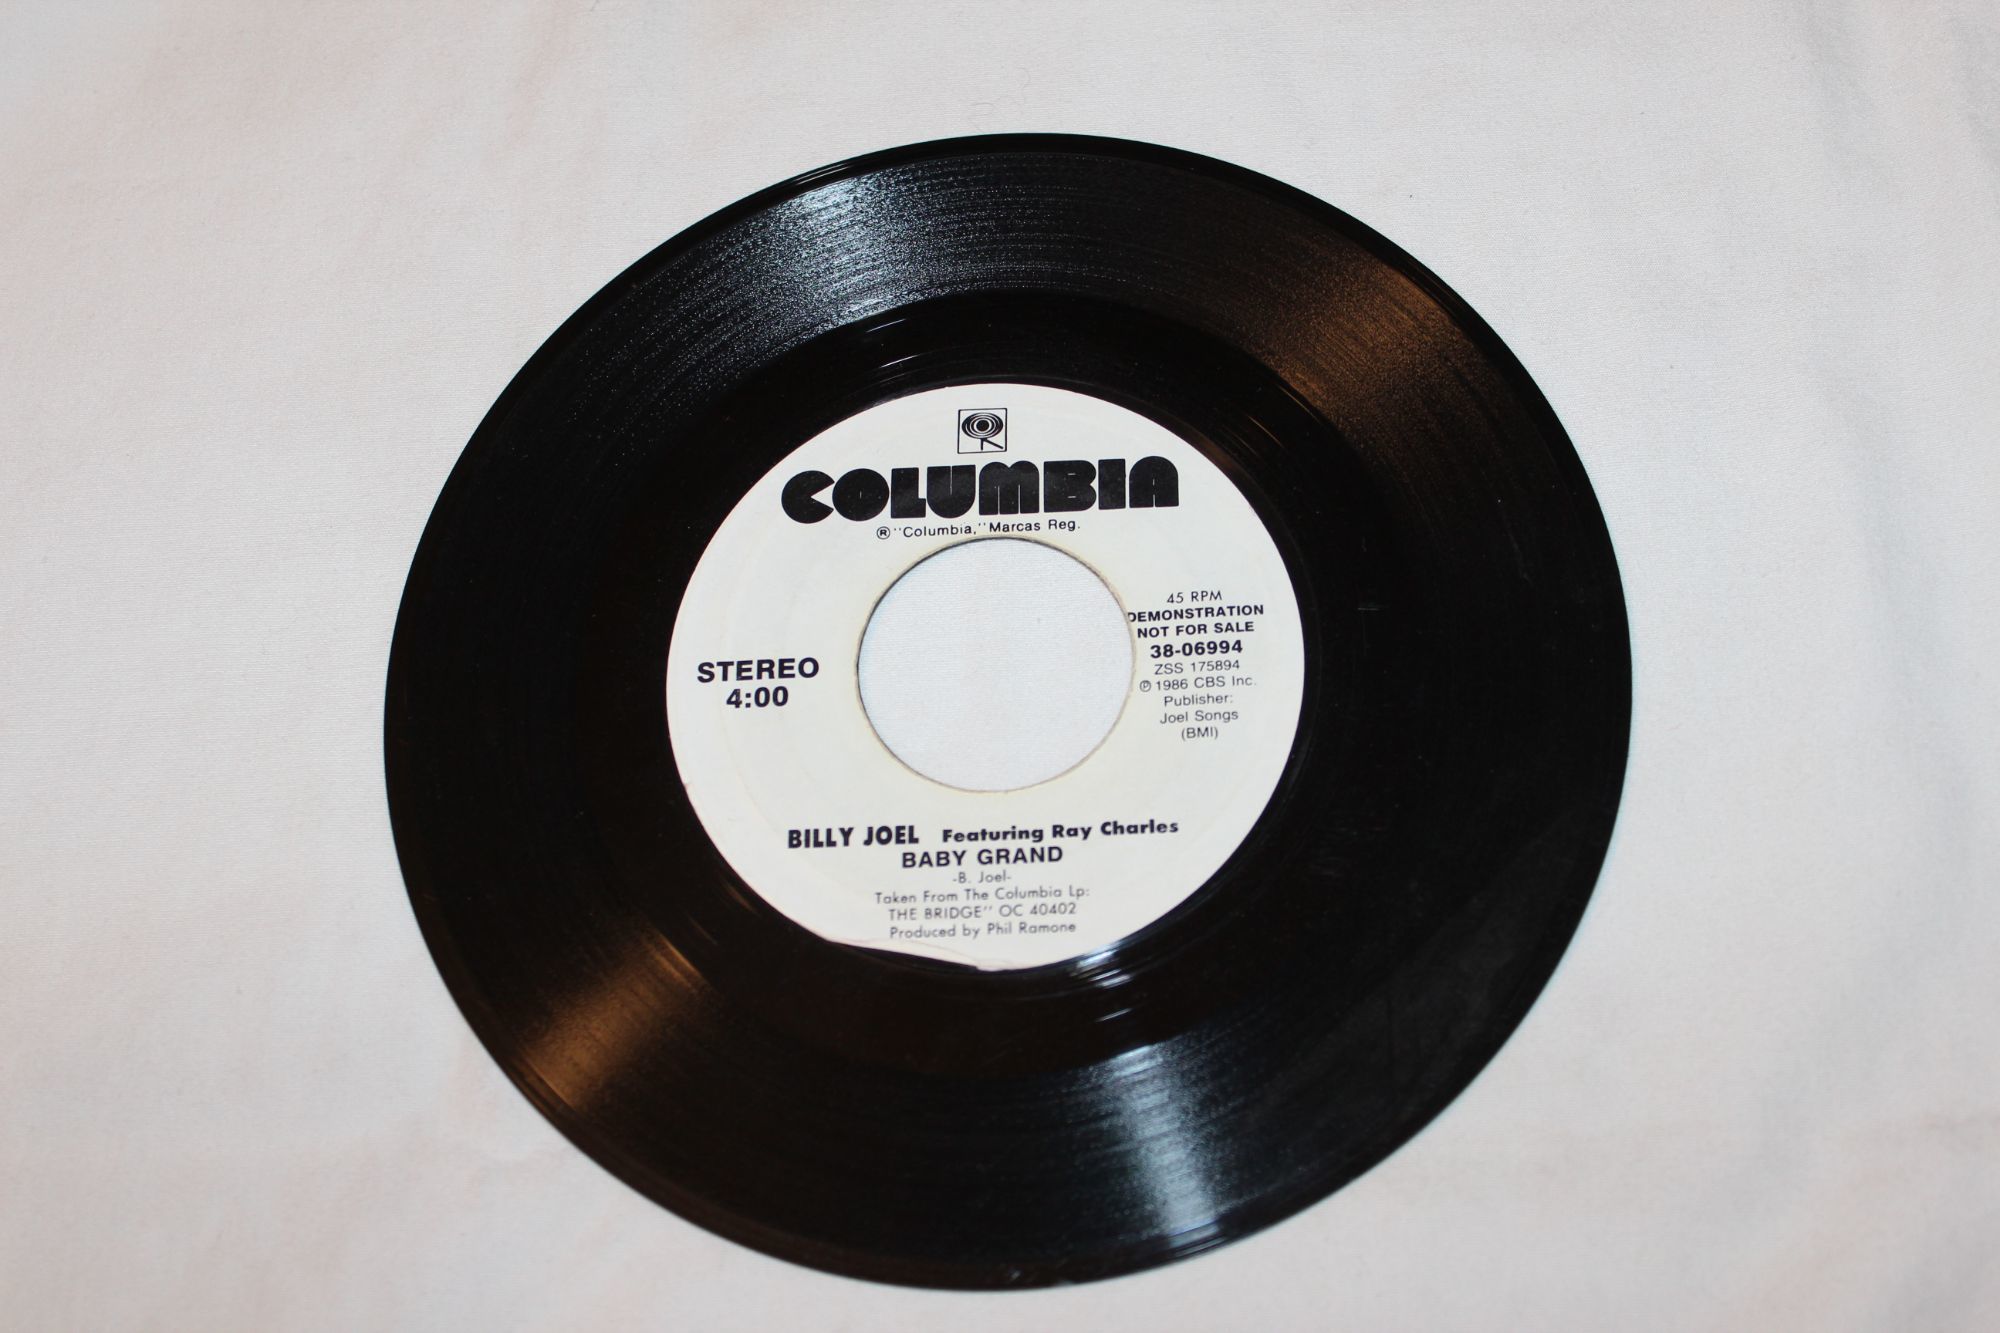 COLUMBIA
® "Columbia," Marcas Reg.
STEREO
4:00
45 RPM
DEMONSTRATION
NOT FOR SALE
38-06994
ZSS 175894
℗ 1986 CBS Inc.
Publisher:
Joel Songs
(BMI)
BILLY JOEL Featuring Ray Charles
BABY GRAND
-B. Joel-
Taken From The Columbia Lp:
THE BRIDGE" OC 40402
Produced by Phil Ramone